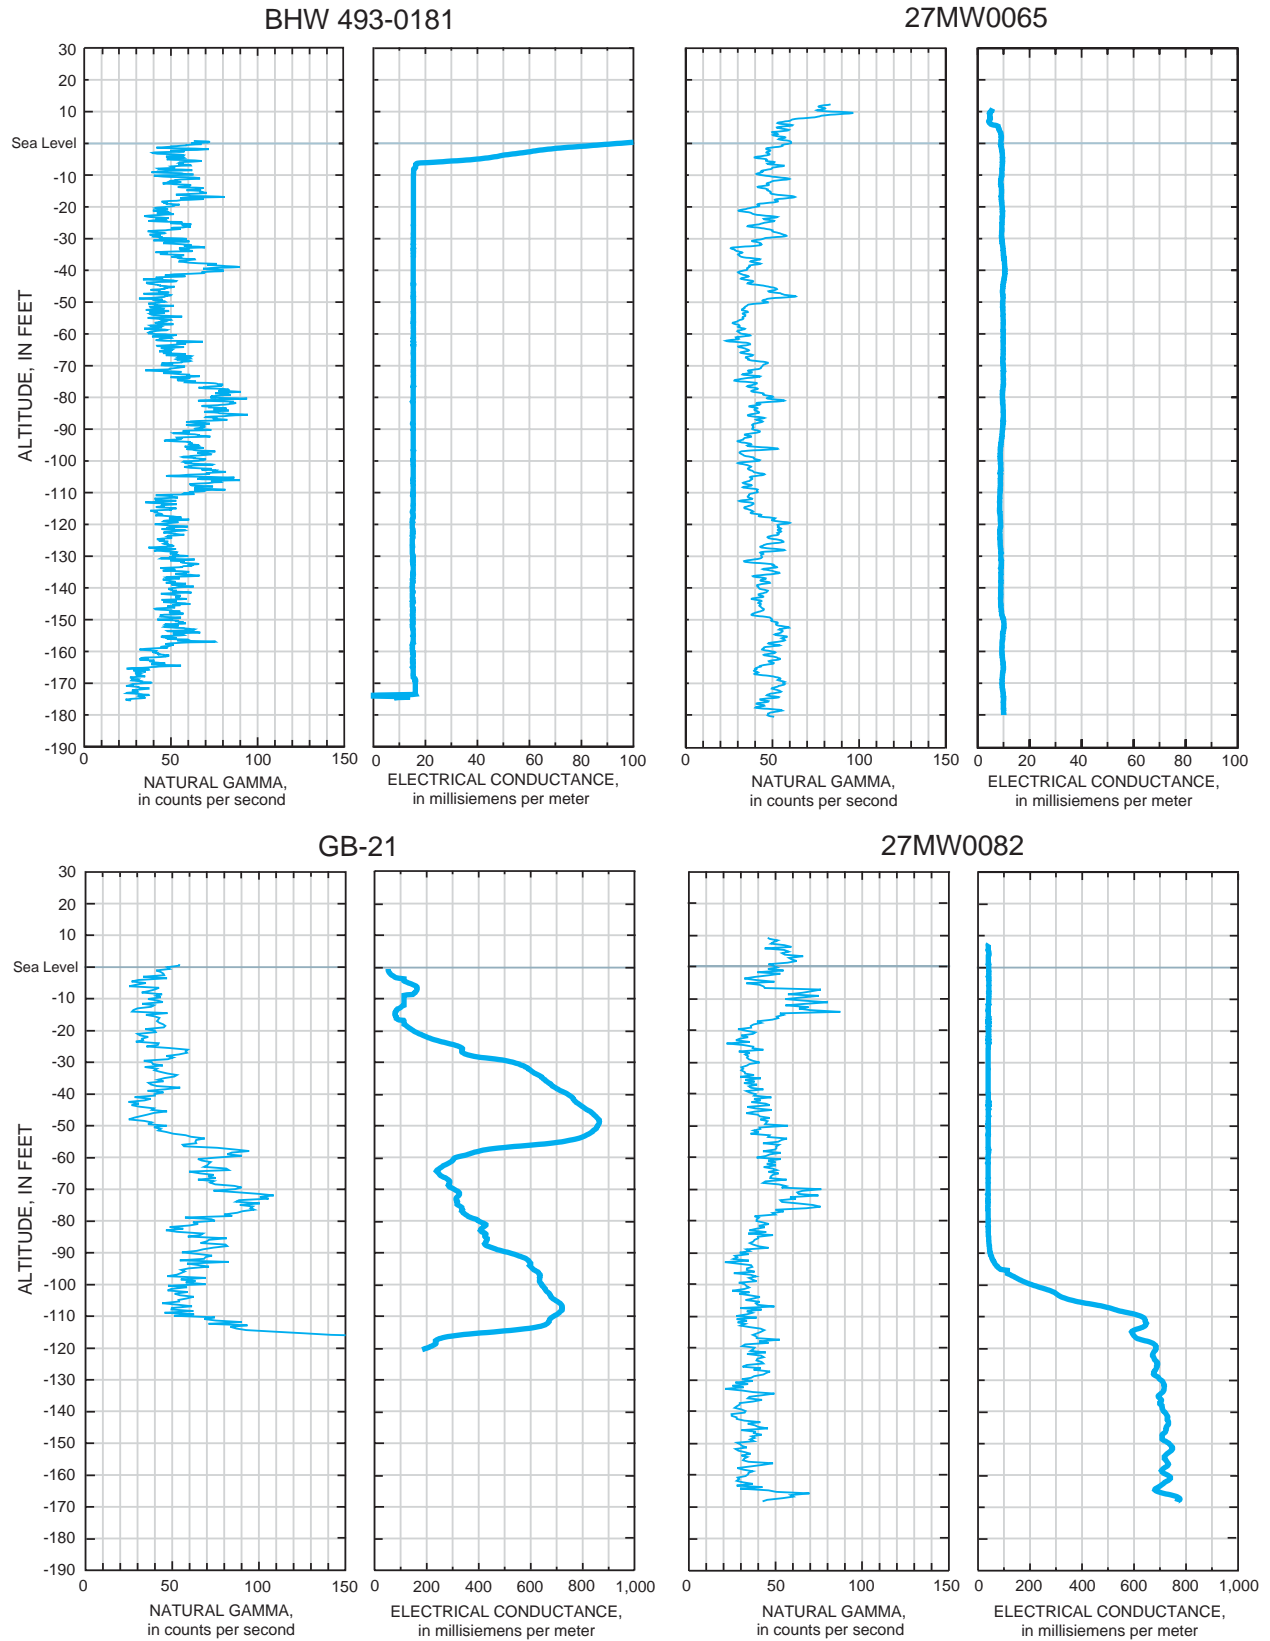 BHW 493-0181
27MW0065
30
20
10
Sea Level
-10
-20
-30
-40
-50
-60
-70
-80
-90
-100
-110
-120
-130
-140
-150
-160
-170
-180
-190
ALTITUDE, IN FEET
0 50 100 150
0 20 40 60 80 100
0 50 100 150
0 20 40 60 80 100
NATURAL GAMMA,
in counts per second
ELECTRICAL CONDUCTANCE,
in millisiemens per meter
NATURAL GAMMA,
in counts per second
ELECTRICAL CONDUCTANCE,
in millisiemens per meter
GB-21
27MW0082
30
20
10
Sea Level
-10
-20
-30
-40
-50
-60
-70
-80
-90
-100
-110
-120
-130
-140
-150
-160
-170
-180
-190
ALTITUDE, IN FEET
0 50 100 150
0 200 400 600 800 1,000
0 50 100 150
0 200 400 600 800 1,000
NATURAL GAMMA,
in counts per second
ELECTRICAL CONDUCTANCE,
in millisiemens per meter
NATURAL GAMMA,
in counts per second
ELECTRICAL CONDUCTANCE,
in millisiemens per meter